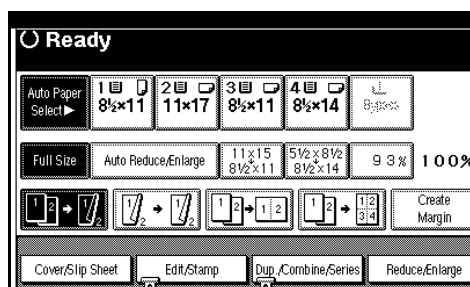 Ready
Auto Paper Select▶
1 8½×11
2 11×17
3 8½×11
4 8½×14
Full Size
Auto Reduce/Enlarge
11×15
8½×11
5½×8½
8½×14
93%
100%
1 2 → 1 2
1 2 → 1 2
1 2 → 1 2
1 2 → 1 2 3 4
Create
Margin
Cover/Slip Sheet
Edit/Stamp
Dup./Combine/Series
Reduce/Enlarge